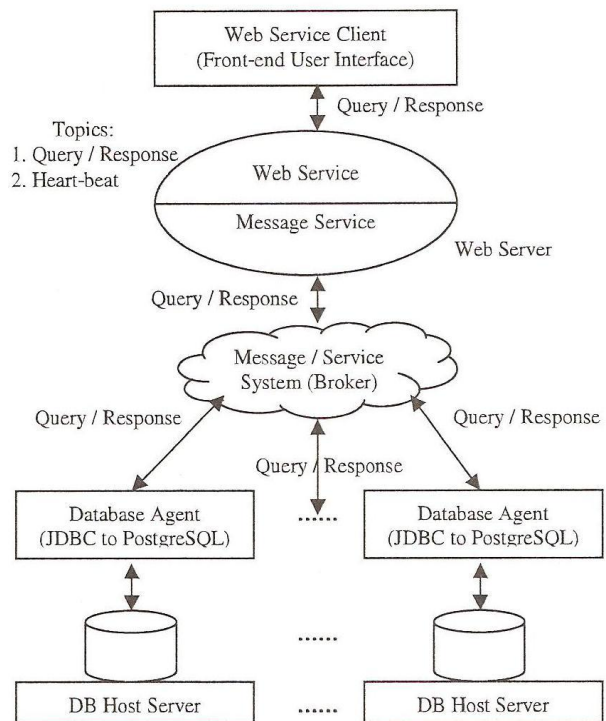 Web Service Client
(Front-end User Interface)
Query / Response
Topics:
1. Query / Response
2. Heart-beat
Web Service
Message Service
Web Server
Query / Response
Message / Service
System (Broker)
Query / Response
Query / Response
Query / Response
Database Agent
(JDBC to PostgreSQL)
......
Database Agent
(JDBC to PostgreSQL)
......
DB Host Server
......
DB Host Server